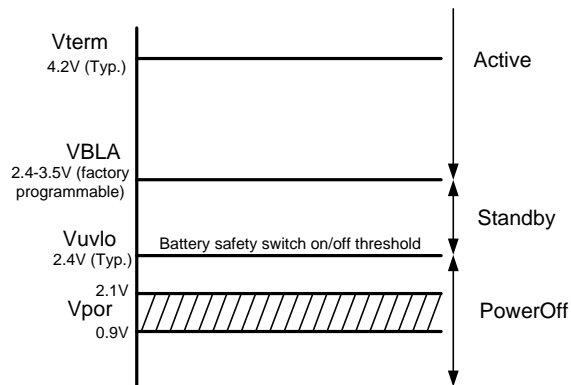 Vterm
4.2V (Typ.)
Active
VBLA
2.4-3.5V (factory
programmable)
Standby
Vuvlo
2.4V (Typ.)
Battery safety switch on/off threshold
2.1V
Vpor
0.9V
PowerOff